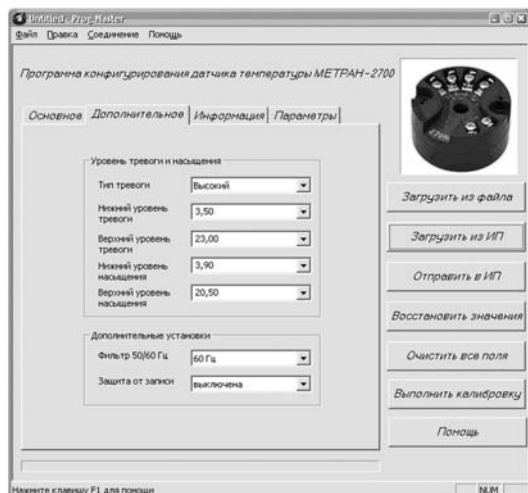 Untitled - Prog-Master
Файл Правка Соединение Помощь
Программа конфигурирования датчика температуры МЕТРАН-2700
Основное Дополнительное Информация Параметры
Уровень тревоги и насыщения
Тип тревоги Высокий
Нижний уровень
тревоги
3,50
Верхний уровень
тревоги
23,00
Нижний уровень
насыщения
3,90
Верхний уровень
насыщения
20,50
Дополнительные установки
Фильтр 50/60 Гц 60 Гц
Защита от записи выключена
Загрузить из файла
Загрузить из ИП
Отправить в ИП
Восстановить значения
Очистить все поля
Выполнить калибровку
Помощь
Нажмите клавишу F1 для помощи NUM